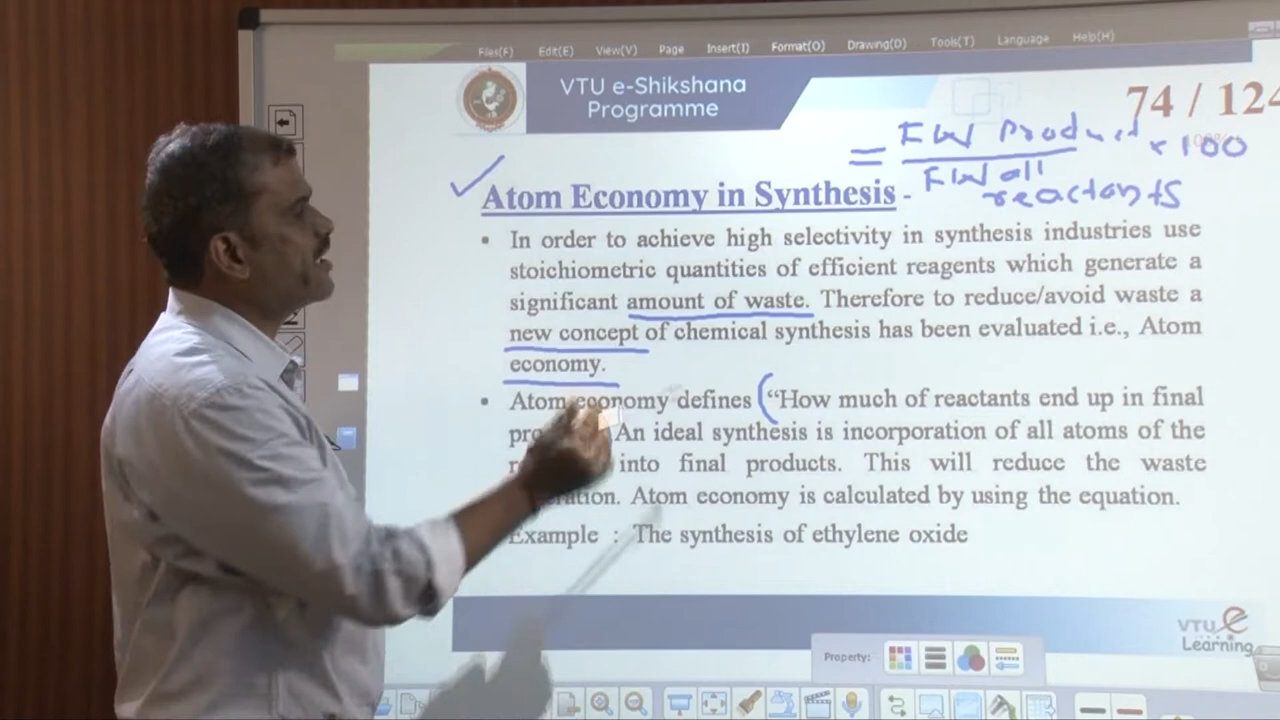 Files(F) Edit(E) View(V) Page Insert(I) Format(O) Drawing(D) Tools(T) Language Help(H)
VTU e-Shikshana
Programme
74 / 124
= FW Product × 100
FW all
reactants
Atom Economy in Synthesis -
▪ In order to achieve high selectivity in synthesis industries use
stoichiometric quantities of efficient reagents which generate a
significant amount of waste. Therefore to reduce/avoid waste a
new concept of chemical synthesis has been evaluated i.e., Atom
economy.
▪ Atom economy defines (“How much of reactants end up in final
An ideal synthesis is incorporation of all atoms of the
into final products. This will reduce the waste
Atom economy is calculated by using the equation.
Example : The synthesis of ethylene oxide
VTU e
Learning
Property: